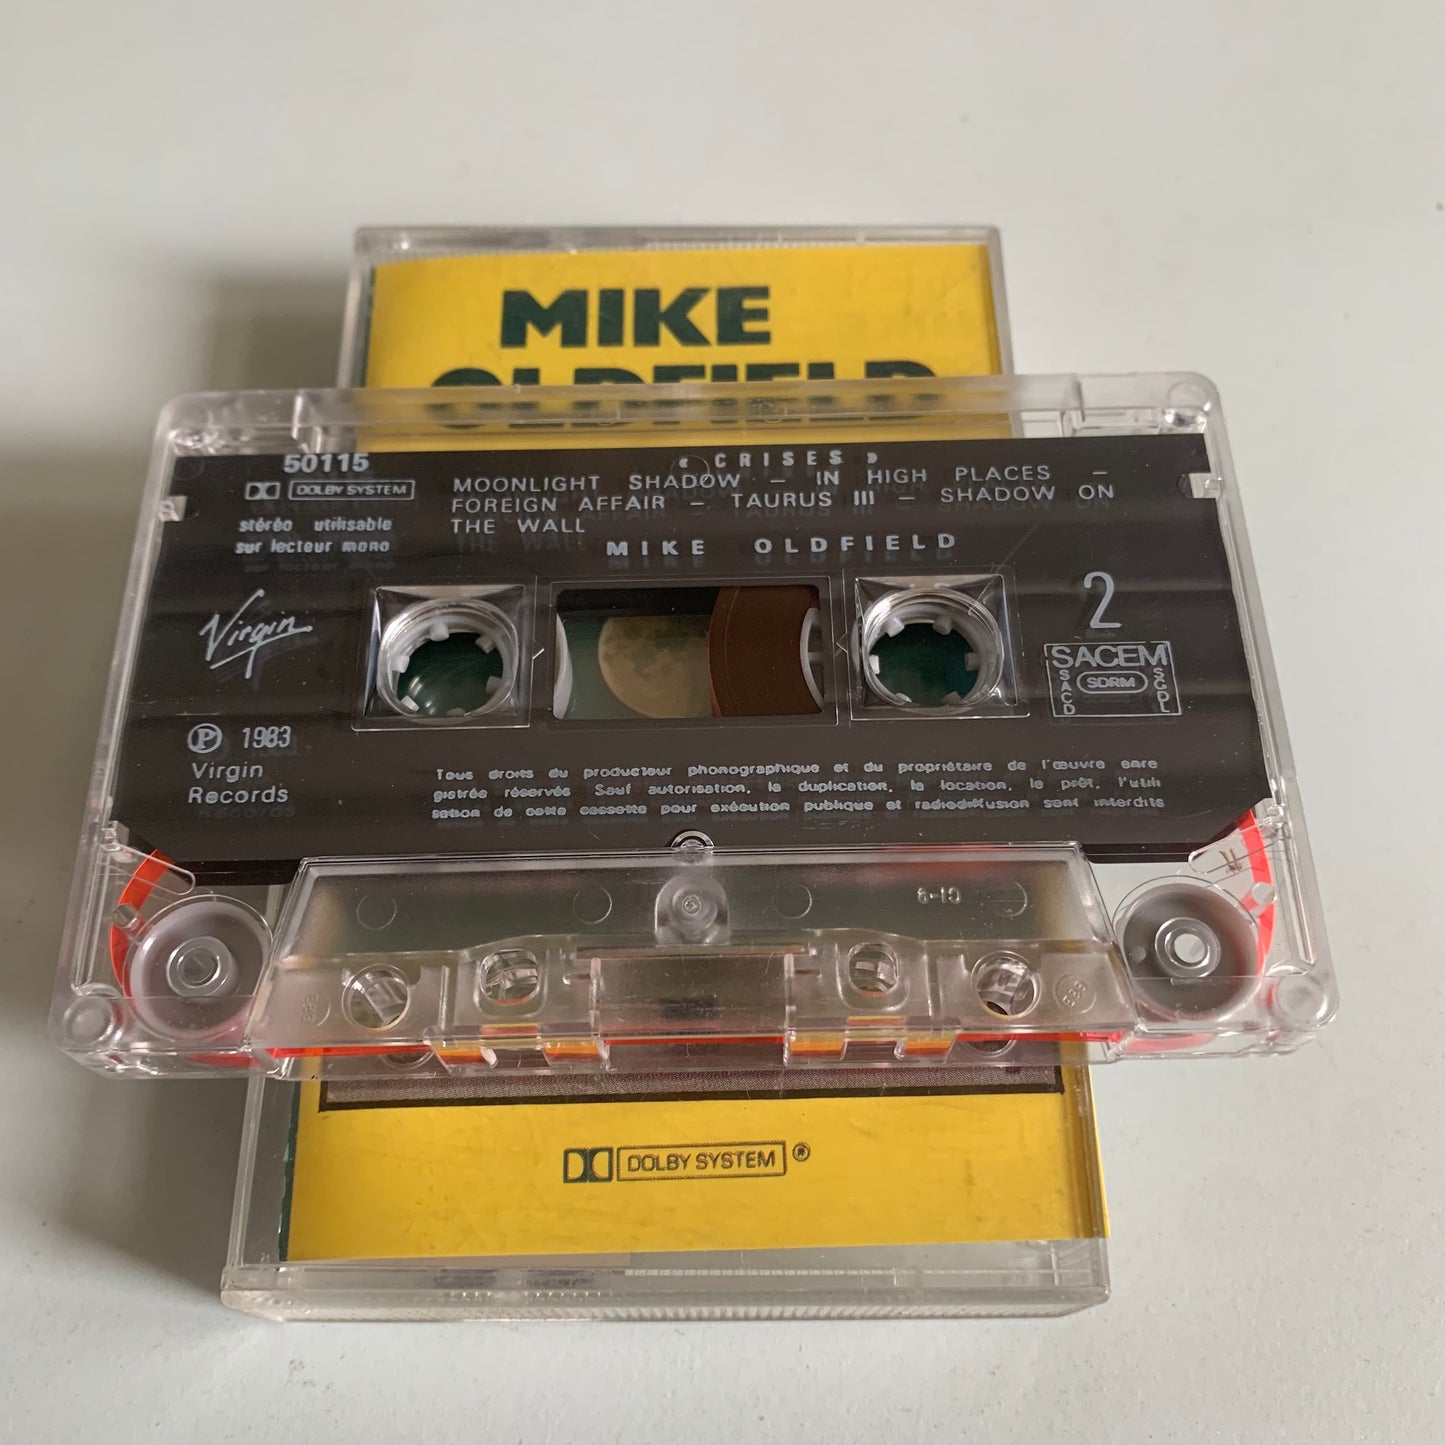 MIKE
OLDFIELD
50115
« CRISES »
DOLBY SYSTEM
MOONLIGHT SHADOW – IN HIGH PLACES –
FOREIGN AFFAIR – TAURUS III – SHADOW ON
THE WALL
stéréo utilisable
sur lecteur mono
MIKE OLDFIELD
Virgin
2
SACEM
SACD
SDRM
SGDL
Ⓟ 1983
Virgin
Records
Tous droits du producteur phonographique et du propriétaire de l'œuvre enre
gistrée réservés Sauf autorisation, la duplication, la location, le prêt, l'utili
sation de cette cassette pour exécution publique et radiodiffusion sont interdits
DOLBY SYSTEM ®